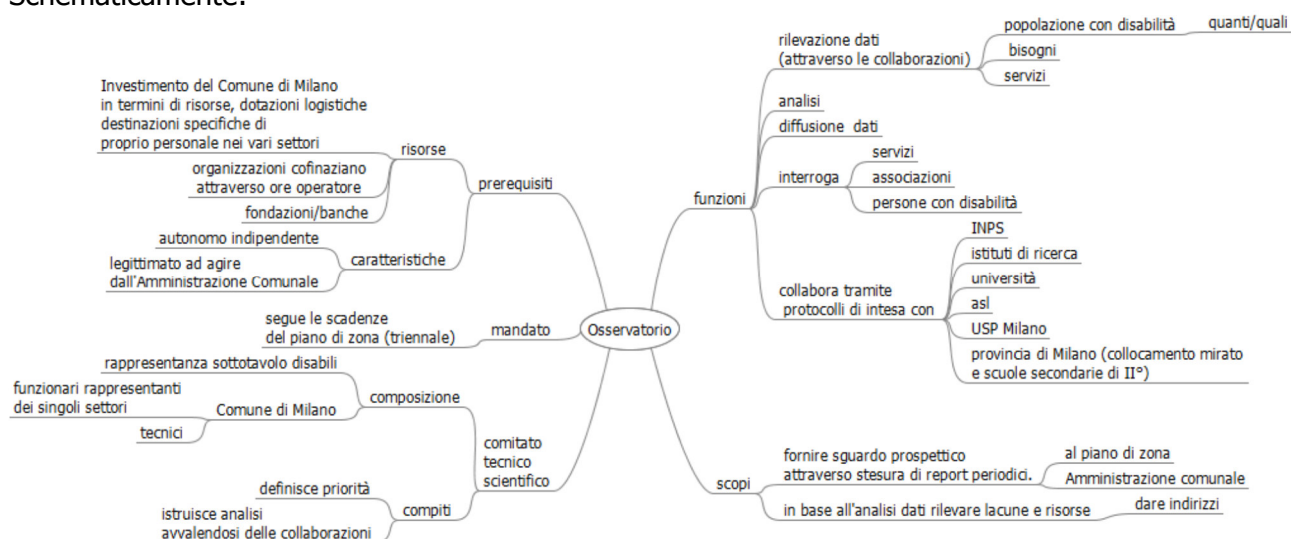 Schematicamente:
Investimento del Comune di Milano
in termini di risorse, dotazioni logistiche
destinazioni specifiche di
proprio personale nei vari settori
organizzazioni cofinaziano
attraverso ore operatore
fondazioni/banche
risorse
autonomo indipendente
legittimato ad agire
dall'Amministrazione Comunale
caratteristiche
prerequisiti
segue le scadenze
del piano di zona (triennale)
mandato
rappresentanza sottotavolo disabili
funzionari rappresentanti
dei singoli settori
tecnici
Comune di Milano
composizione
definisce priorità
istruisce analisi
avvalendosi delle collaborazioni
compiti
comitato
tecnico
scientifico
Osservatorio
funzioni
rilevazione dati
(attraverso le collaborazioni)
popolazione con disabilità
quanti/quali
bisogni
servizi
analisi
diffusione dati
interroga
servizi
associazioni
persone con disabilità
collabora tramite
protocolli di intesa con
INPS
istituti di ricerca
università
asl
USP Milano
provincia di Milano (collocamento mirato
e scuole secondarie di II°)
scopi
fornire sguardo prospettico
attraverso stesura di report periodici.
al piano di zona
Amministrazione comunale
in base all'analisi dati rilevare lacune e risorse
dare indirizzi